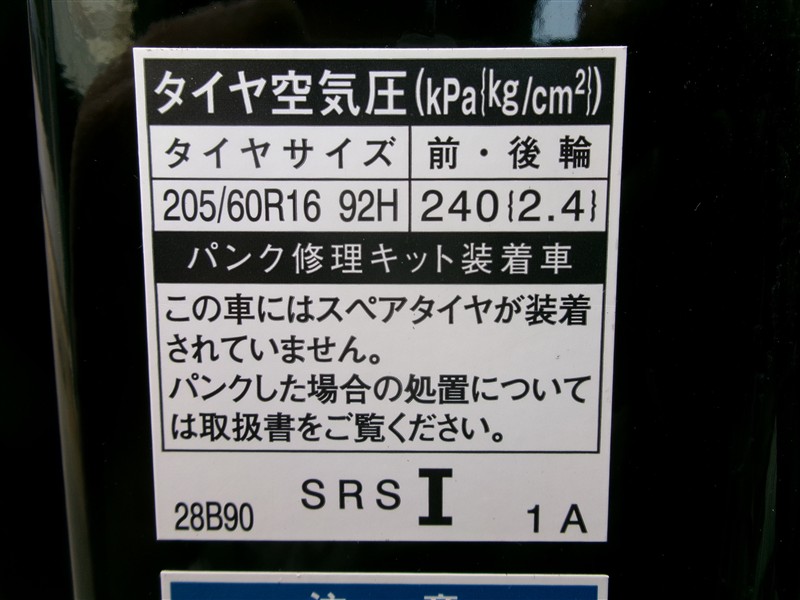 タイヤ空気圧(kPa{kg/cm²})
タイヤサイズ 前・後輪
205/60R16 92H 240{2.4}
パンク修理キット装着車
この車にはスペアタイヤが装着
されていません。
パンクした場合の処置について
は取扱書をご覧ください。
28B90 SRS I 1A
注意